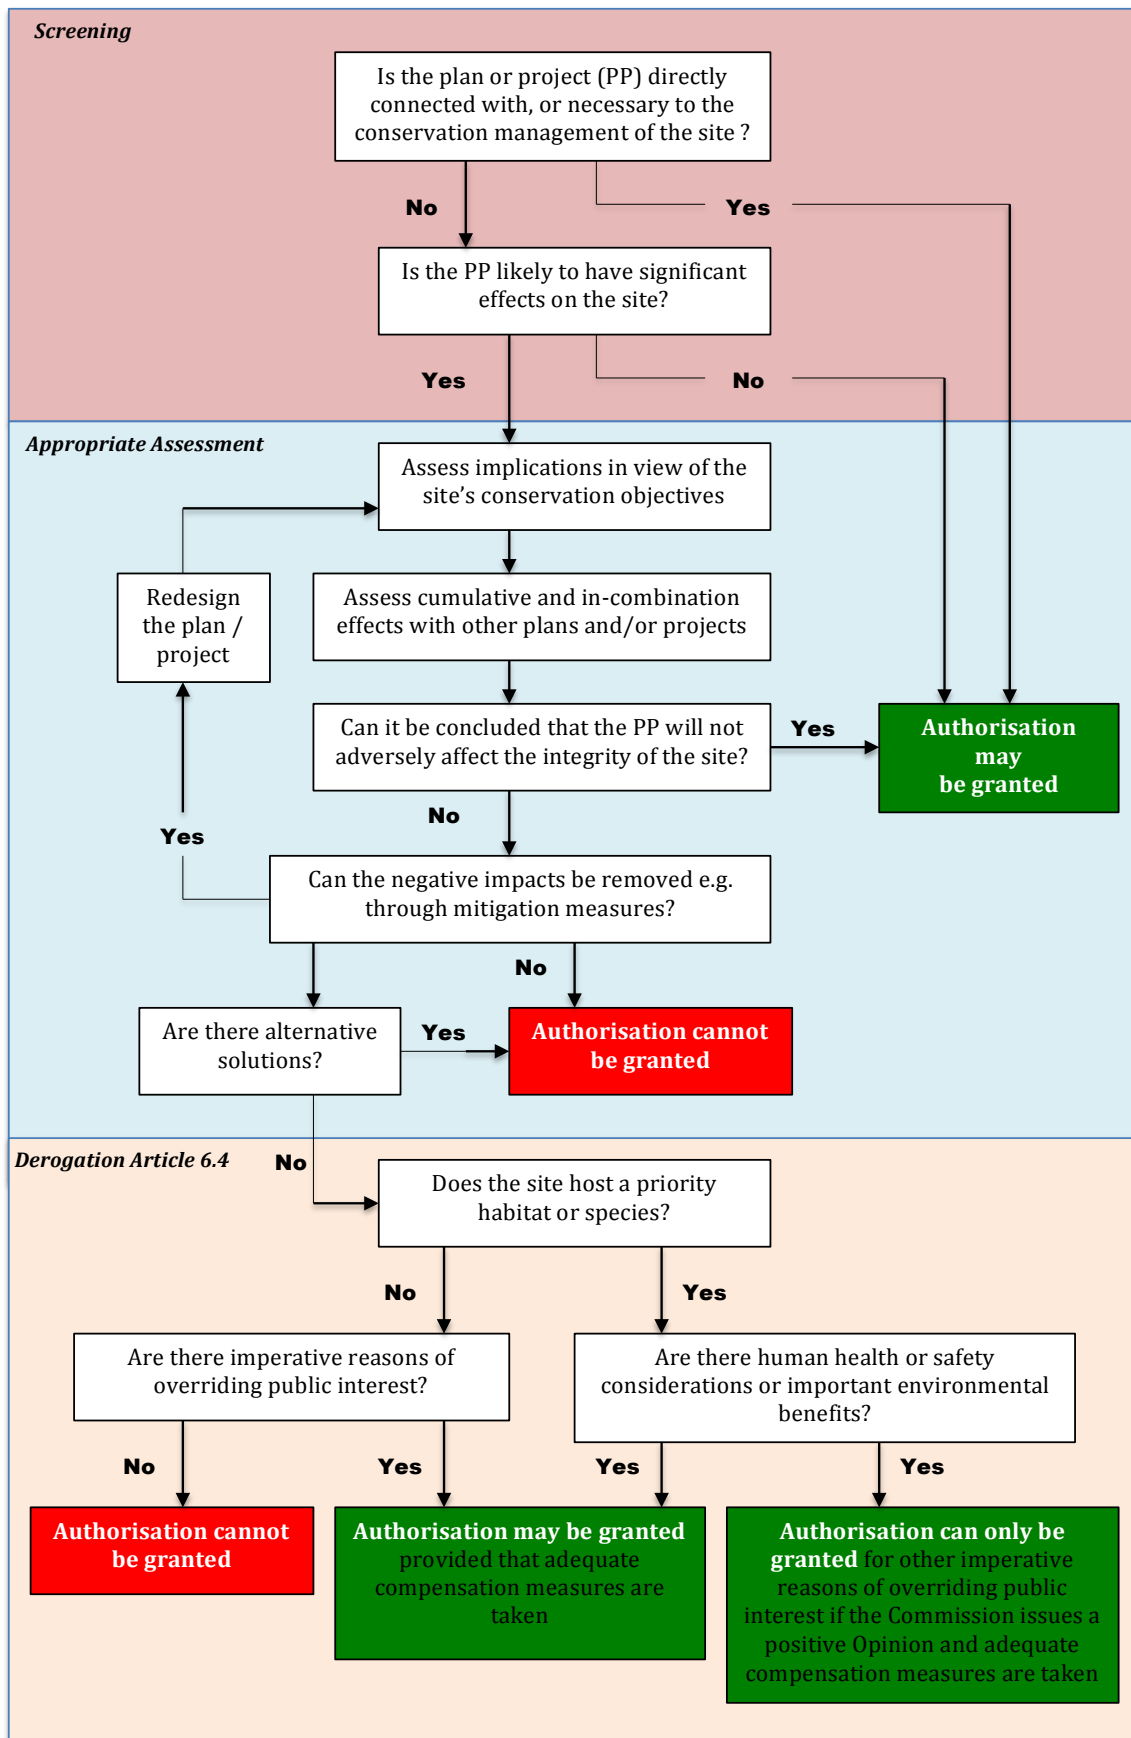 Screening
Is the plan or project (PP) directly
connected with, or necessary to the
conservation management of the site ?
No
Yes
Is the PP likely to have significant
effects on the site?
Yes
No
Appropriate Assessment
Assess implications in view of the
site's conservation objectives
Redesign
the plan /
project
Assess cumulative and in-combination
effects with other plans and/or projects
Can it be concluded that the PP will not
adversely affect the integrity of the site?
Yes
Authorisation
may
be granted
No
Yes
Can the negative impacts be removed e.g.
through mitigation measures?
No
Are there alternative
solutions?
Yes
Authorisation cannot
be granted
Derogation Article 6.4
No
Does the site host a priority
habitat or species?
No
Yes
Are there imperative reasons of
overriding public interest?
Are there human health or safety
considerations or important environmental
benefits?
No
Yes
Yes
Yes
Authorisation cannot
be granted
Authorisation may be granted
provided that adequate
compensation measures are
taken
Authorisation can only be
granted for other imperative
reasons of overriding public
interest if the Commission issues a
positive Opinion and adequate
compensation measures are taken